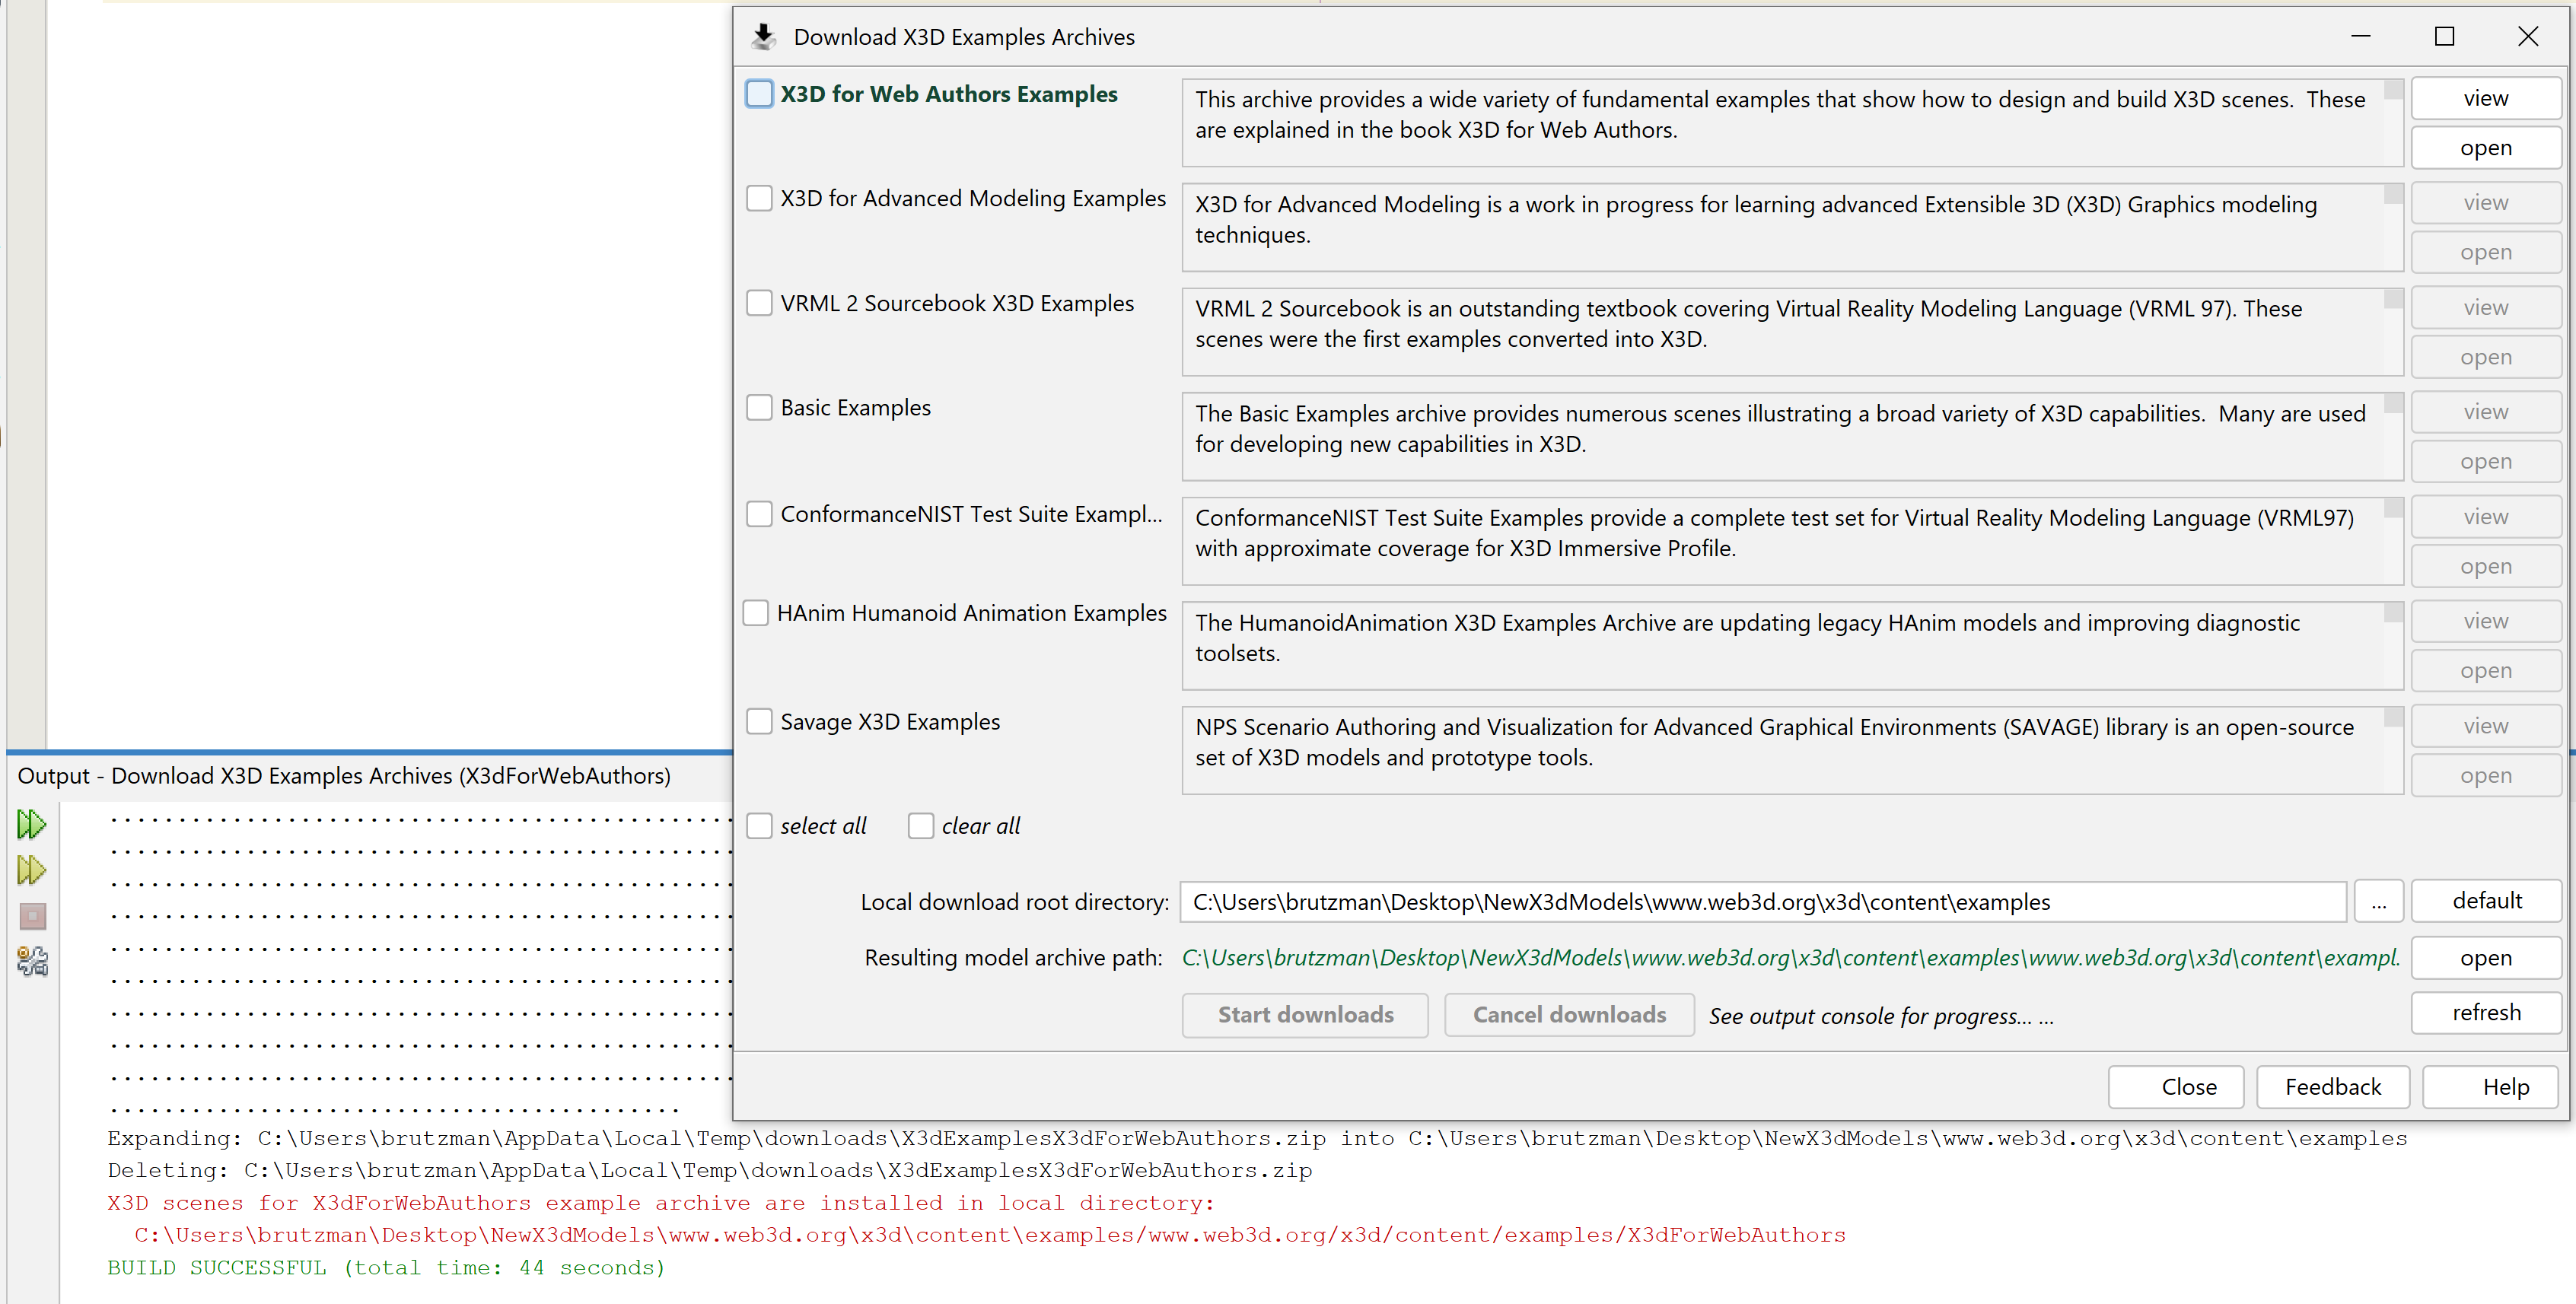 Download X3D Examples Archives
X3D for Web Authors Examples
This archive provides a wide variety of fundamental examples that show how to design and build X3D scenes.  These
are explained in the book X3D for Web Authors.
view
open
X3D for Advanced Modeling Examples
X3D for Advanced Modeling is a work in progress for learning advanced Extensible 3D (X3D) Graphics modeling
techniques.
view
open
VRML 2 Sourcebook X3D Examples
VRML 2 Sourcebook is an outstanding textbook covering Virtual Reality Modeling Language (VRML 97). These
scenes were the first examples converted into X3D.
view
open
Basic Examples
The Basic Examples archive provides numerous scenes illustrating a broad variety of X3D capabilities.  Many are used
for developing new capabilities in X3D.
view
open
ConformanceNIST Test Suite Exampl...
ConformanceNIST Test Suite Examples provide a complete test set for Virtual Reality Modeling Language (VRML97)
with approximate coverage for X3D Immersive Profile.
view
open
HAnim Humanoid Animation Examples
The HumanoidAnimation X3D Examples Archive are updating legacy HAnim models and improving diagnostic
toolsets.
view
open
Savage X3D Examples
NPS Scenario Authoring and Visualization for Advanced Graphical Environments (SAVAGE) library is an open-source
set of X3D models and prototype tools.
view
open
select all clear all
Local download root directory: C:\Users\brutzman\Desktop\NewX3dModels\www.web3d.org\x3d\content\examples ... default
Resulting model archive path: C:\Users\brutzman\Desktop\NewX3dModels\www.web3d.org\x3d\content\examples\www.web3d.org\x3d\content\exampl. open
Start downloads Cancel downloads See output console for progress... ... refresh
Close Feedback Help
Output - Download X3D Examples Archives (X3dForWebAuthors)
Expanding: C:\Users\brutzman\AppData\Local\Temp\downloads\X3dExamplesX3dForWebAuthors.zip into C:\Users\brutzman\Desktop\NewX3dModels\www.web3d.org\x3d\content\examples
Deleting: C:\Users\brutzman\AppData\Local\Temp\downloads\X3dExamplesX3dForWebAuthors.zip
X3D scenes for X3dForWebAuthors example archive are installed in local directory:
C:\Users\brutzman\Desktop\NewX3dModels\www.web3d.org\x3d\content\examples/www.web3d.org/x3d/content/examples/X3dForWebAuthors
BUILD SUCCESSFUL (total time: 44 seconds)